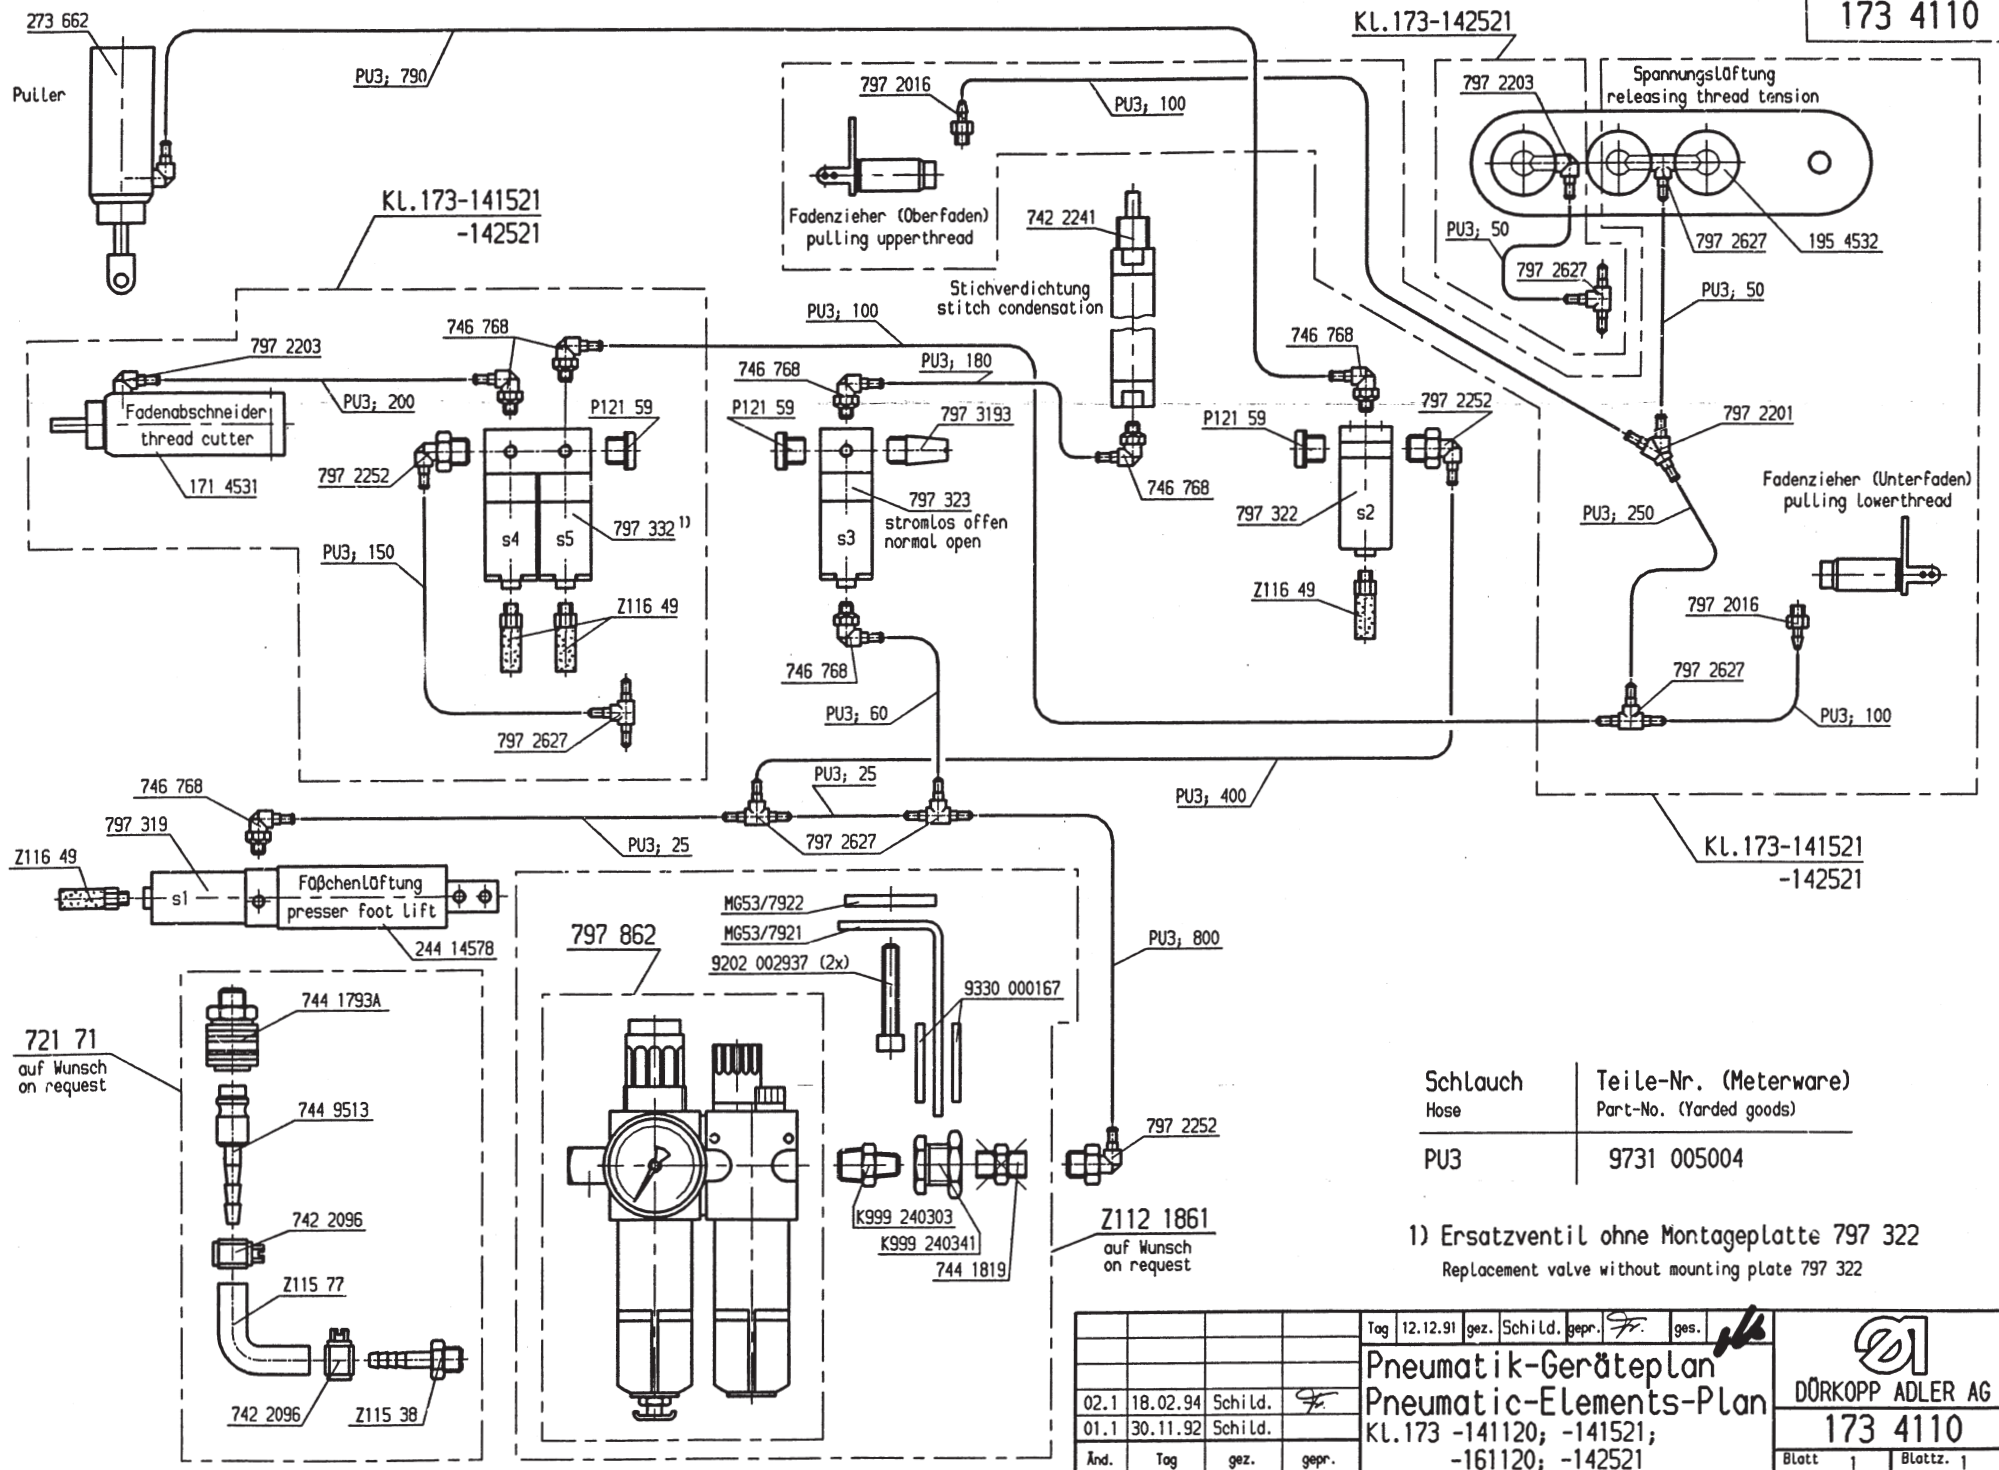 273 662
Puller
PU3; 790
Kl.173-142521
173 4110
797 2016
PU3; 100
797 2203
Spannungslüftung
releasing thread tension
Kl.173-141521
-142521
Fadenzieher (Oberfaden)
pulling upperthread
742 2241
PU3; 50
797 2627
195 4532
797 2627
PU3; 50
Stichverdichtung
stitch condensation
797 2203
746 768
PU3; 100
PU3; 180
746 768
746 768
PU3; 200
Fadenabschneider
thread cutter
P121 59
P121 59
797 3193
P121 59
797 2252
797 2201
171 4531
797 2252
746 768
797 323
stromlos offen
normal open
797 322
s2
PU3; 250
Fadenzieher (Unterfaden)
pulling lowerthread
s4
s5
797 332 1)
s3
PU3; 150
Z116 49
Z116 49
797 2016
746 768
797 2627
PU3; 60
PU3; 100
797 2627
746 768
PU3; 25
PU3; 400
797 319
PU3; 25
797 2627
Kl.173-141521
-142521
Z116 49
s1
Füßchenlüftung
presser foot lift
244 14578
MG53/7922
MG53/7921
797 862
9202 002937 (2x)
9330 000167
PU3; 800
744 1793A
721 71
auf Wunsch
on request
744 9513
797 2252
Schlauch
Teile-Nr. (Meterware)
Hose
Part-No. (Yarded goods)
PU3
9731 005004
742 2096
K999 240303
K999 240341
744 1819
Z112 1861
auf Wunsch
on request
Z115 77
1) Ersatzventil ohne Montageplatte 797 322
Replacement valve without mounting plate 797 322
742 2096
Z115 38
Tag 12.12.91 gez. Schild. gepr. ges.
Pneumatik-Geräteplan
Pneumatic-Elements-Plan
Kl.173 -141120; -141521;
-161120; -142521
DÜRKOPP ADLER AG
173 4110
Blatt 1 Blattz. 1
02.1 18.02.94 Schild.
01.1 30.11.92 Schild.
Änd. Tag gez. gepr.